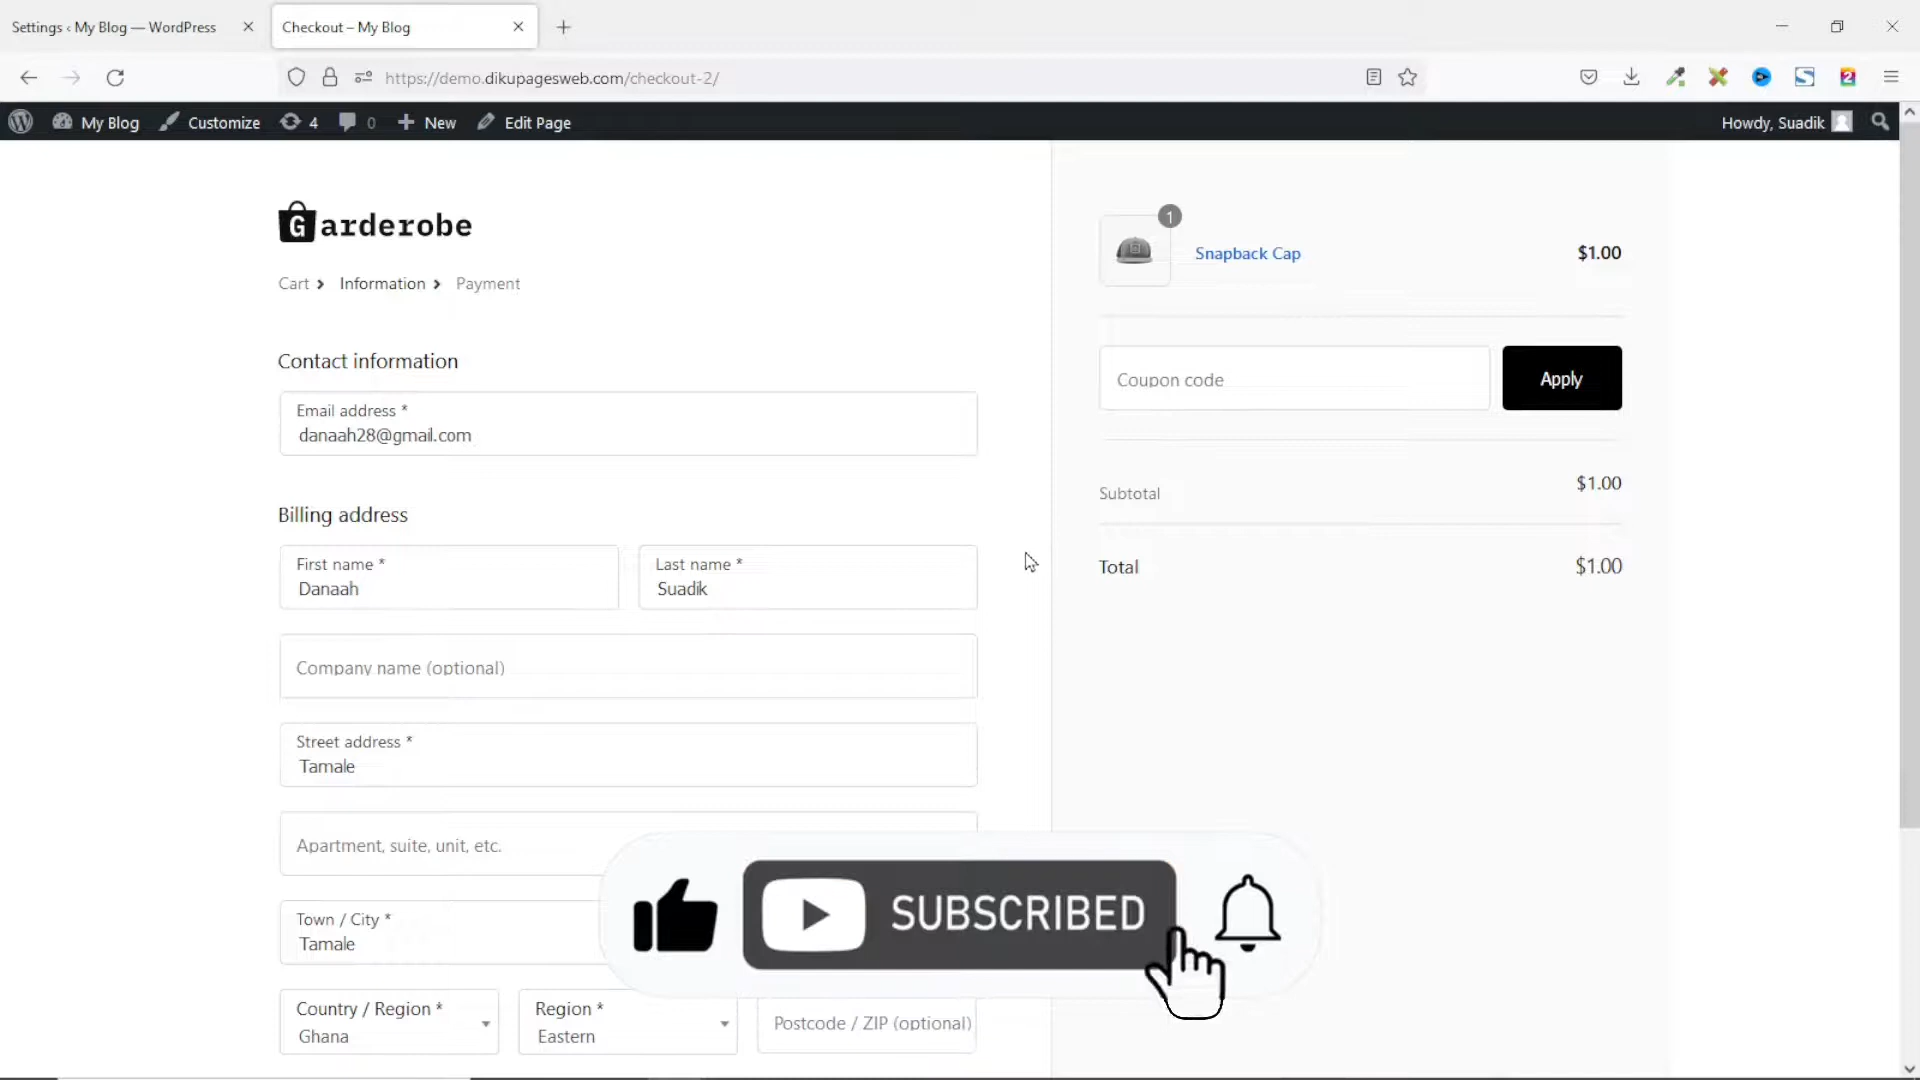 Settings ‹ My Blog — WordPress
Checkout – My Blog
https://demo.dikupagesweb.com/checkout-2/
My Blog
4
0
New
Edit Page
Customize
Howdy, Suadik
Garderobe
Cart
Information
Payment
Contact information
Email address *
danaah28@gmail.com
Billing address
First name *
Danaah
Last name *
Suadik
Company name (optional)
Street address *
Tamale
Apartment, suite, unit, etc.
Town / City *
Tamale
Country / Region *
Ghana
Region *
Eastern
Postcode / ZIP (optional)
1
Snapback Cap
$1.00
Coupon code
Apply
Subtotal
$1.00
Total
$1.00
SUBSCRIBED